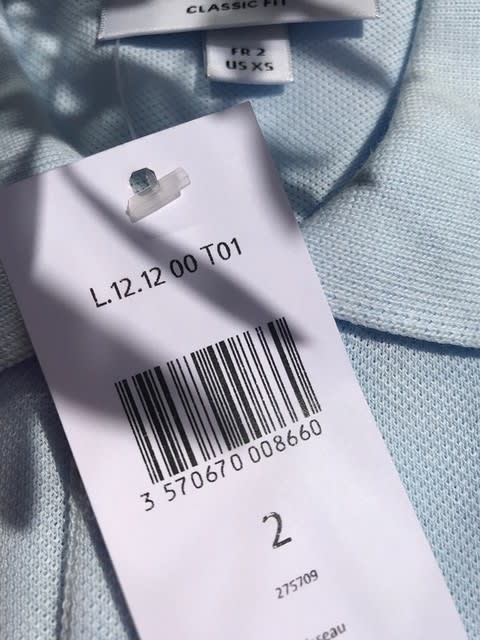 CLASSIC FIT
FR 2
US XS
L.12.12 00 T01
3 570670 008660
2
275709